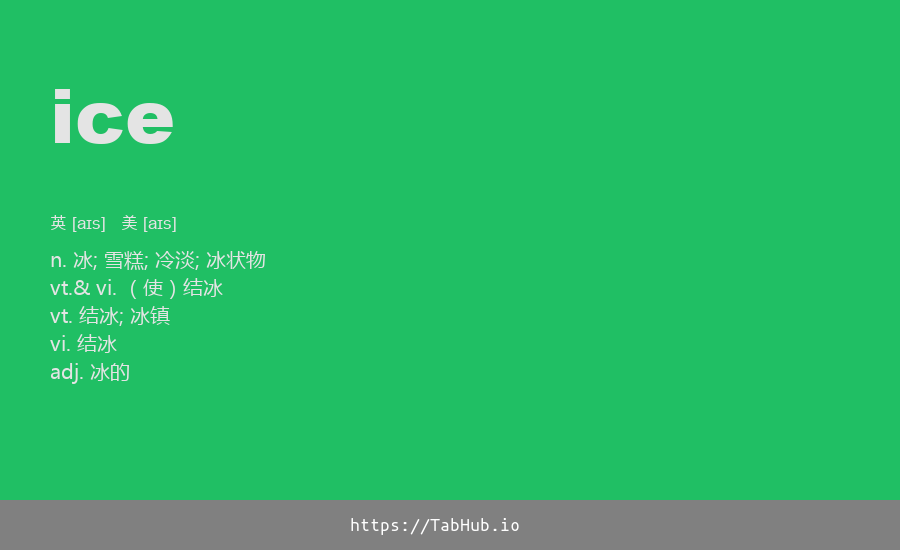 ice
英 [aɪs] 美 [aɪs]
n. 冰; 雪糕; 冷淡; 冰状物
vt.& vi. （使）结冰
vt. 结冰; 冰镇
vi. 结冰
adj. 冰的
https://TabHub.io